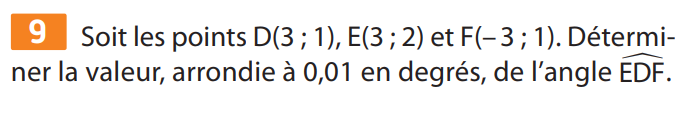 9 Soit les points D(3 ; 1), E(3 ; 2) et F(– 3 ; 1). Détermi-
ner la valeur, arrondie à 0,01 en degrés, de l’angle EDF.